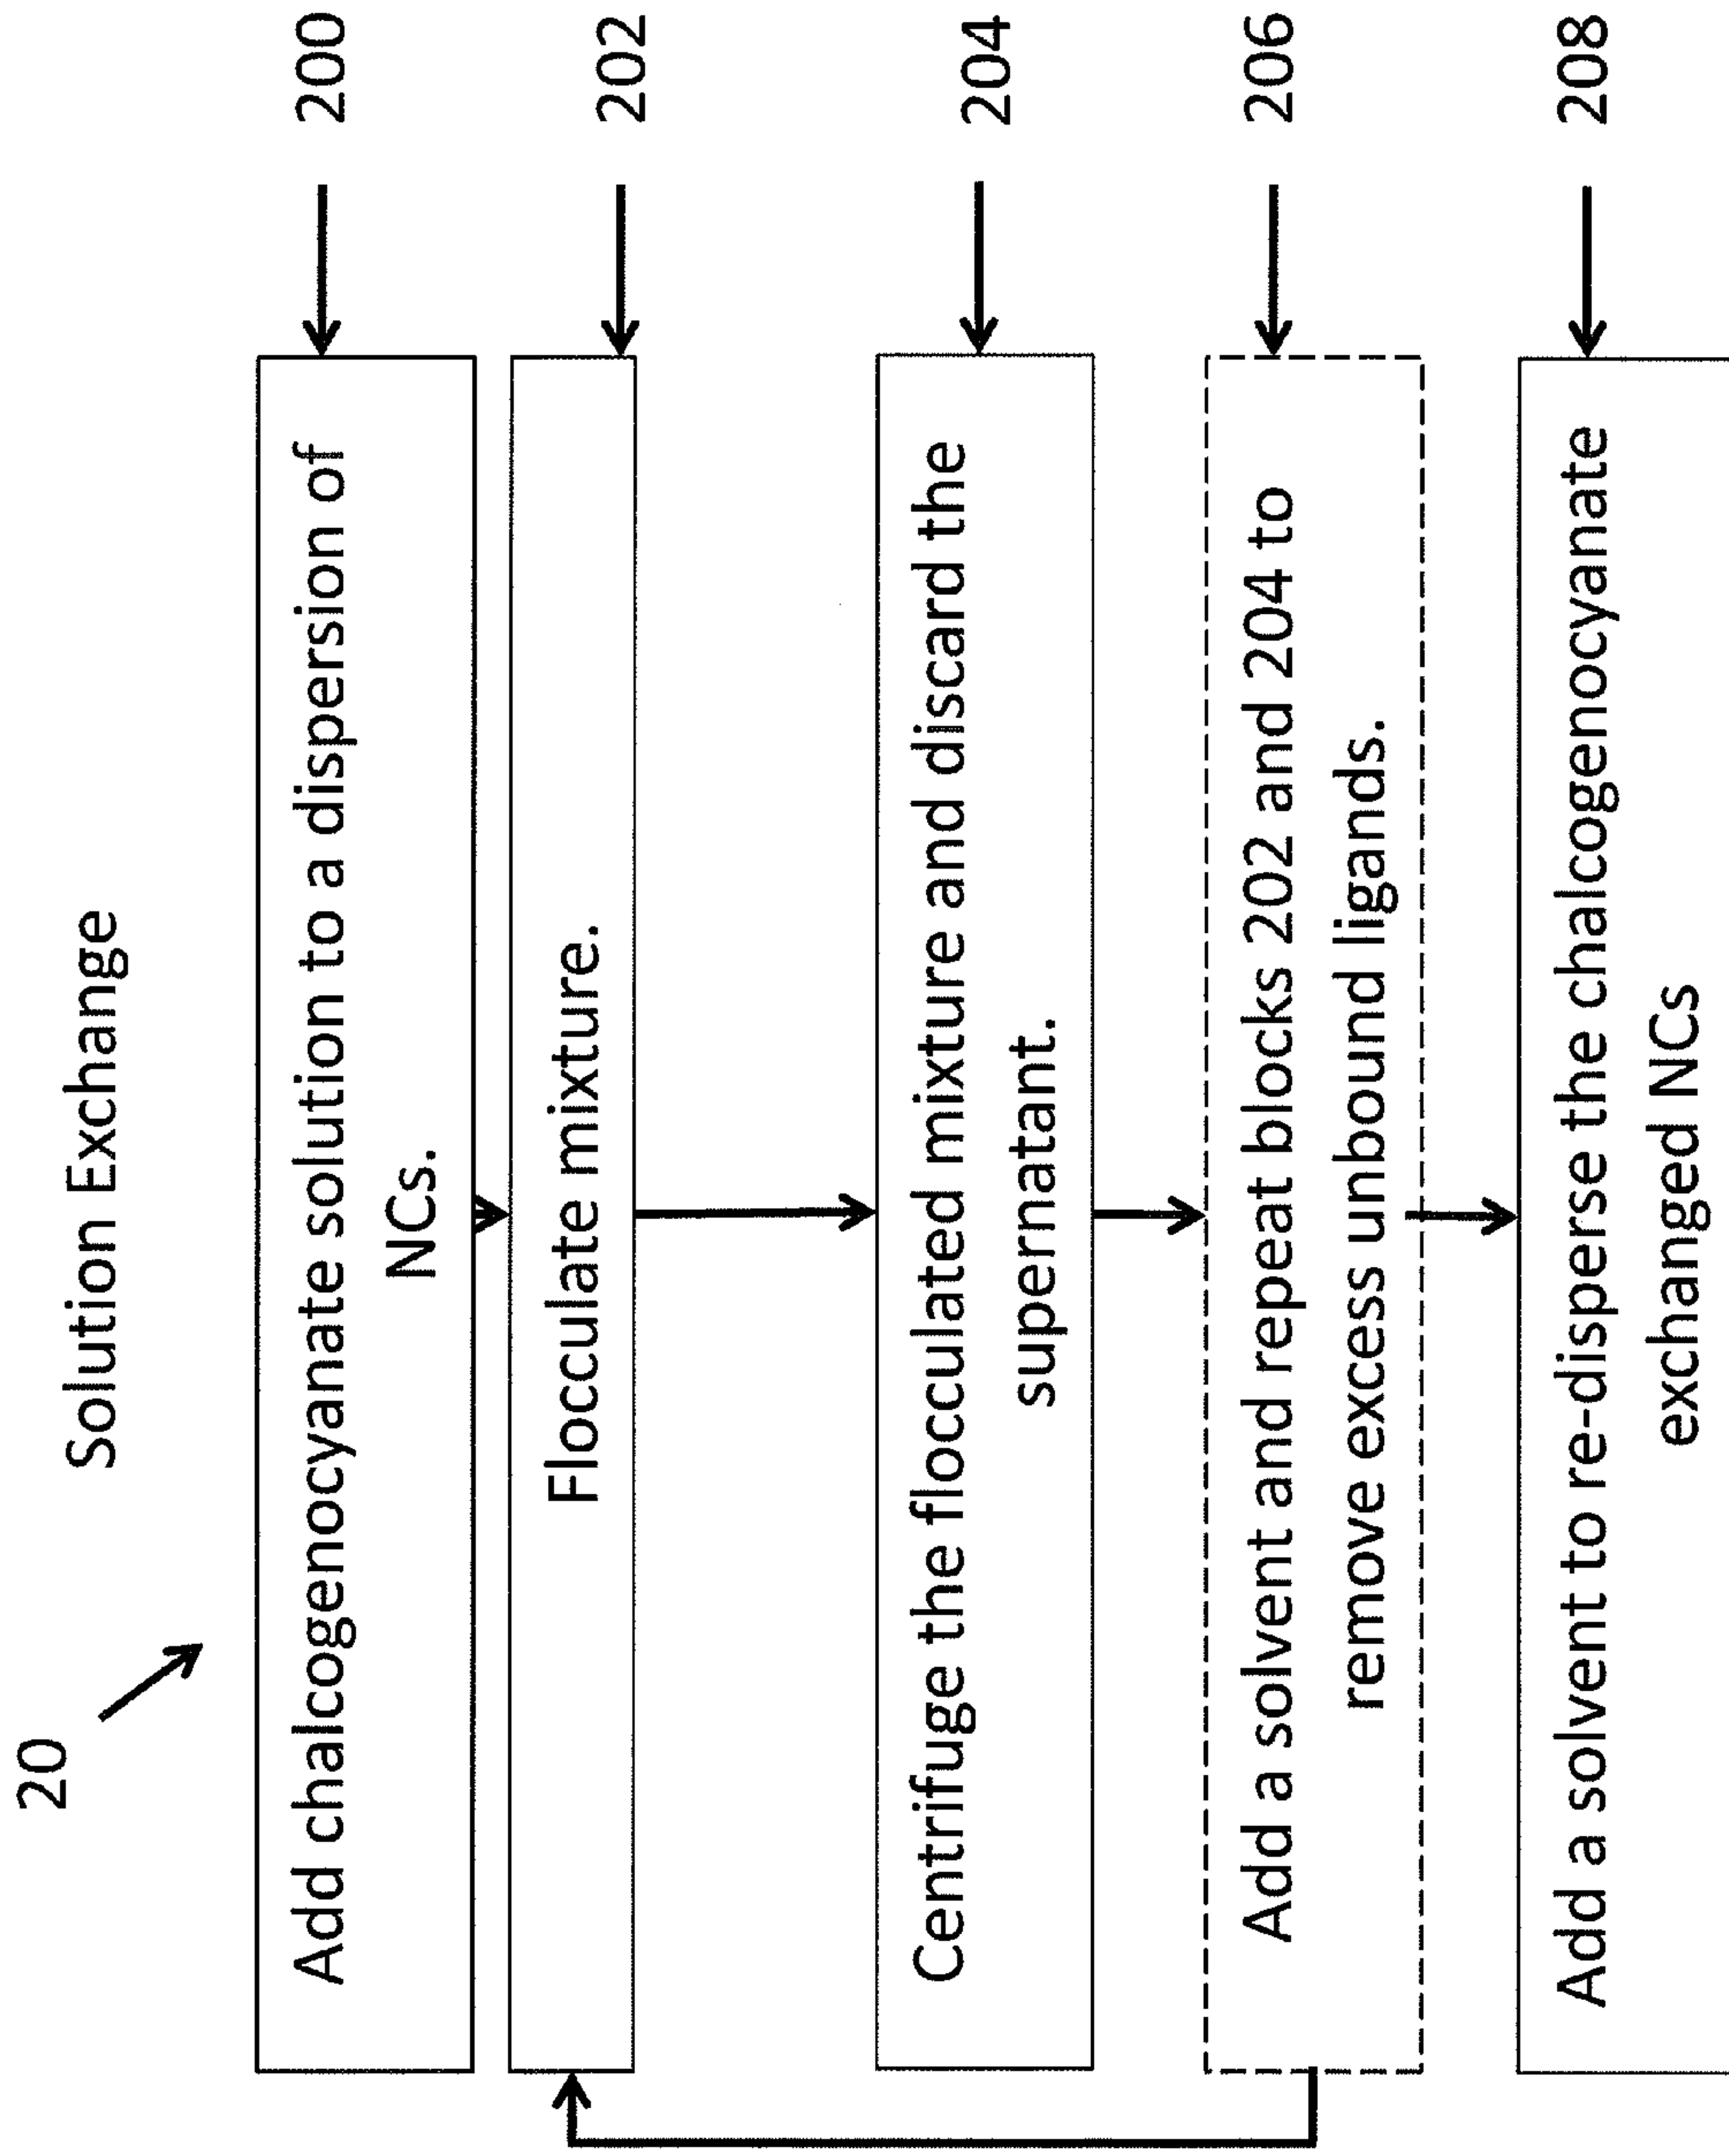 20
Solution Exchange
Add chalcogenocyanate solution to a dispersion of
NCs.
200
Flocculate mixture.
202
Centrifuge the flocculated mixture and discard the
supernatant.
204
Add a solvent and repeat blocks 202 and 204 to
remove excess unbound ligands.
206
Add a solvent to re-disperse the chalcogenocyanate
exchanged NCs
208